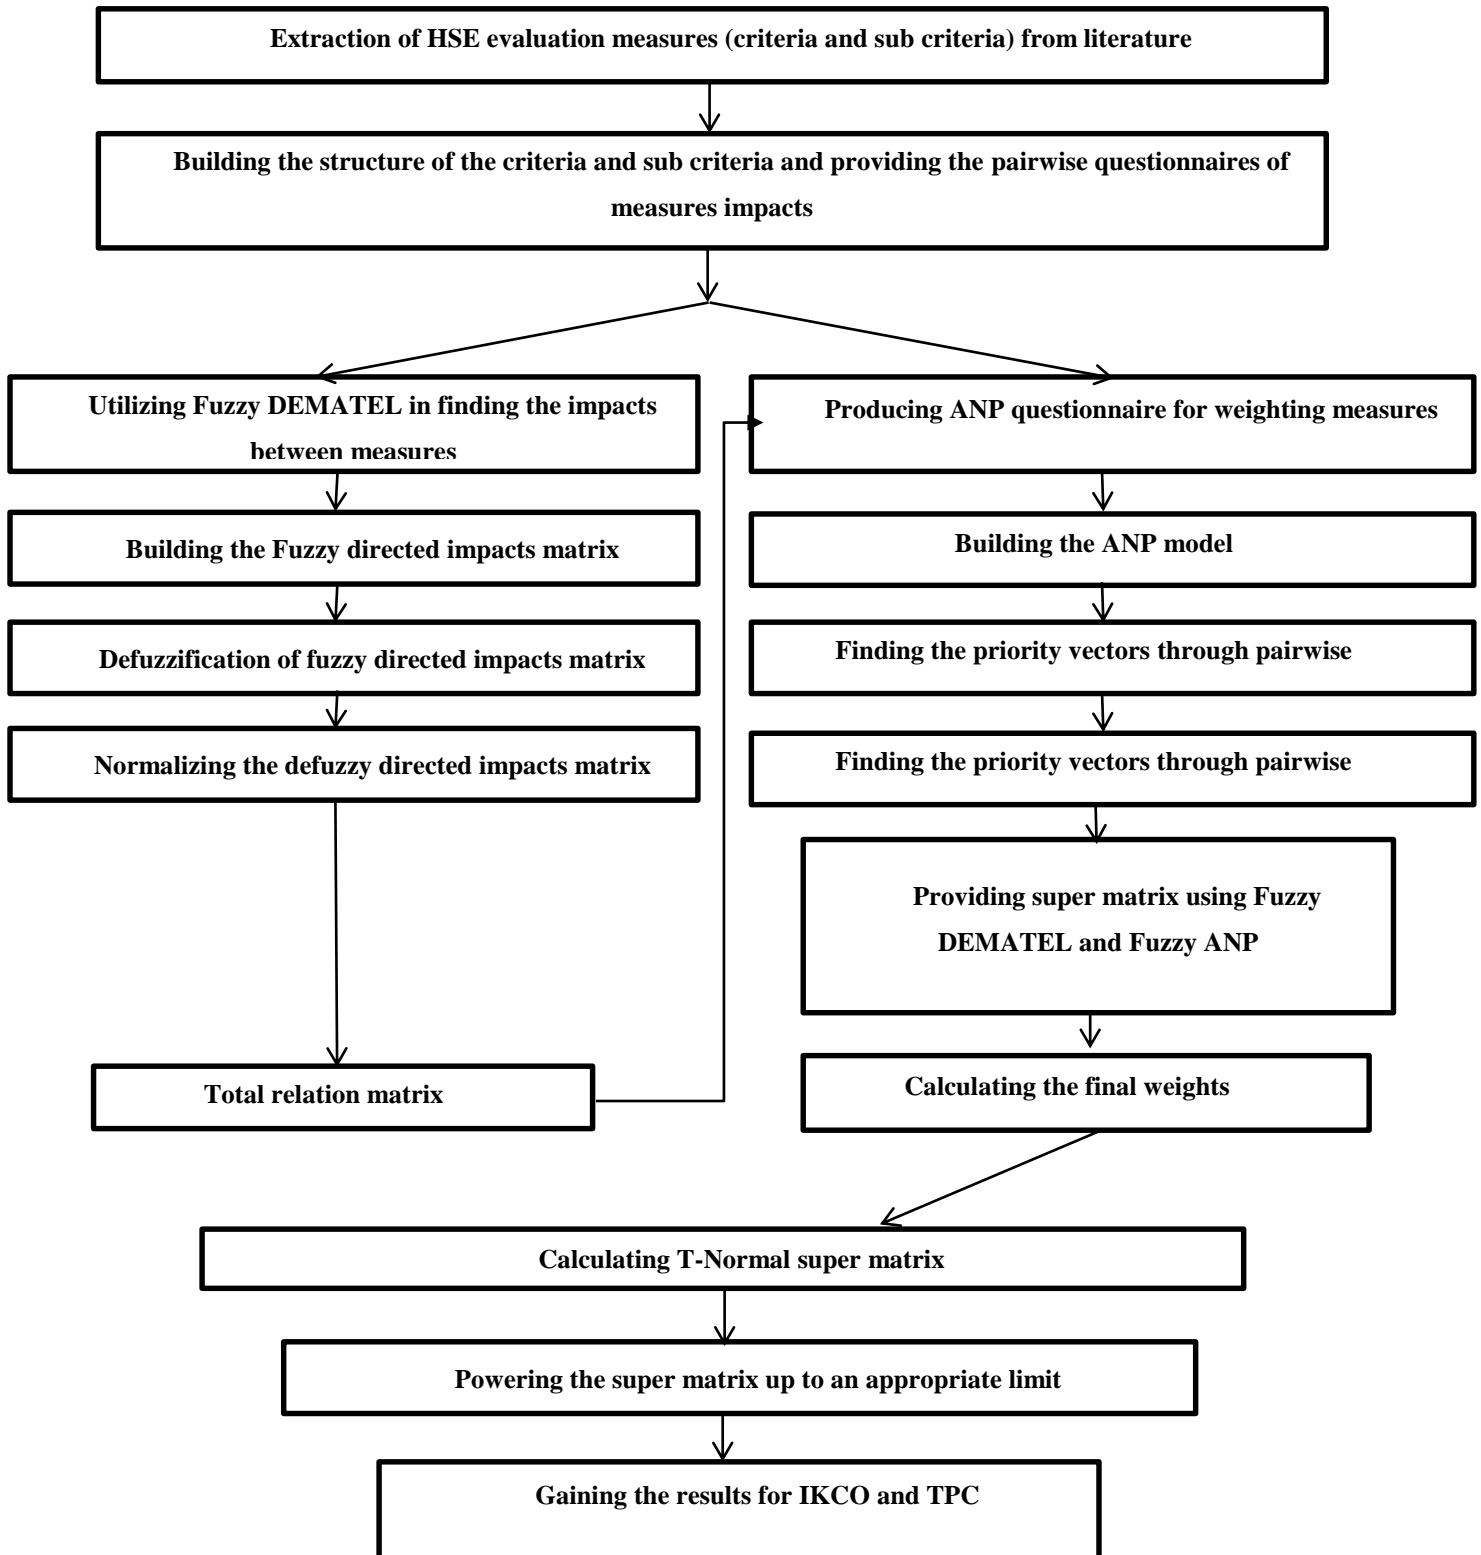 Extraction of HSE evaluation measures (criteria and sub criteria) from literature
Building the structure of the criteria and sub criteria and providing the pairwise questionnaires of
measures impacts
Utilizing Fuzzy DEMATEL in finding the impacts
between measures
Building the Fuzzy directed impacts matrix
Defuzzification of fuzzy directed impacts matrix
Normalizing the defuzzy directed impacts matrix
Total relation matrix
Producing ANP questionnaire for weighting measures
Building the ANP model
Finding the priority vectors through pairwise
Finding the priority vectors through pairwise
Providing super matrix using Fuzzy
DEMATEL and Fuzzy ANP
Calculating the final weights
Calculating T-Normal super matrix
Powering the super matrix up to an appropriate limit
Gaining the results for IKCO and TPC